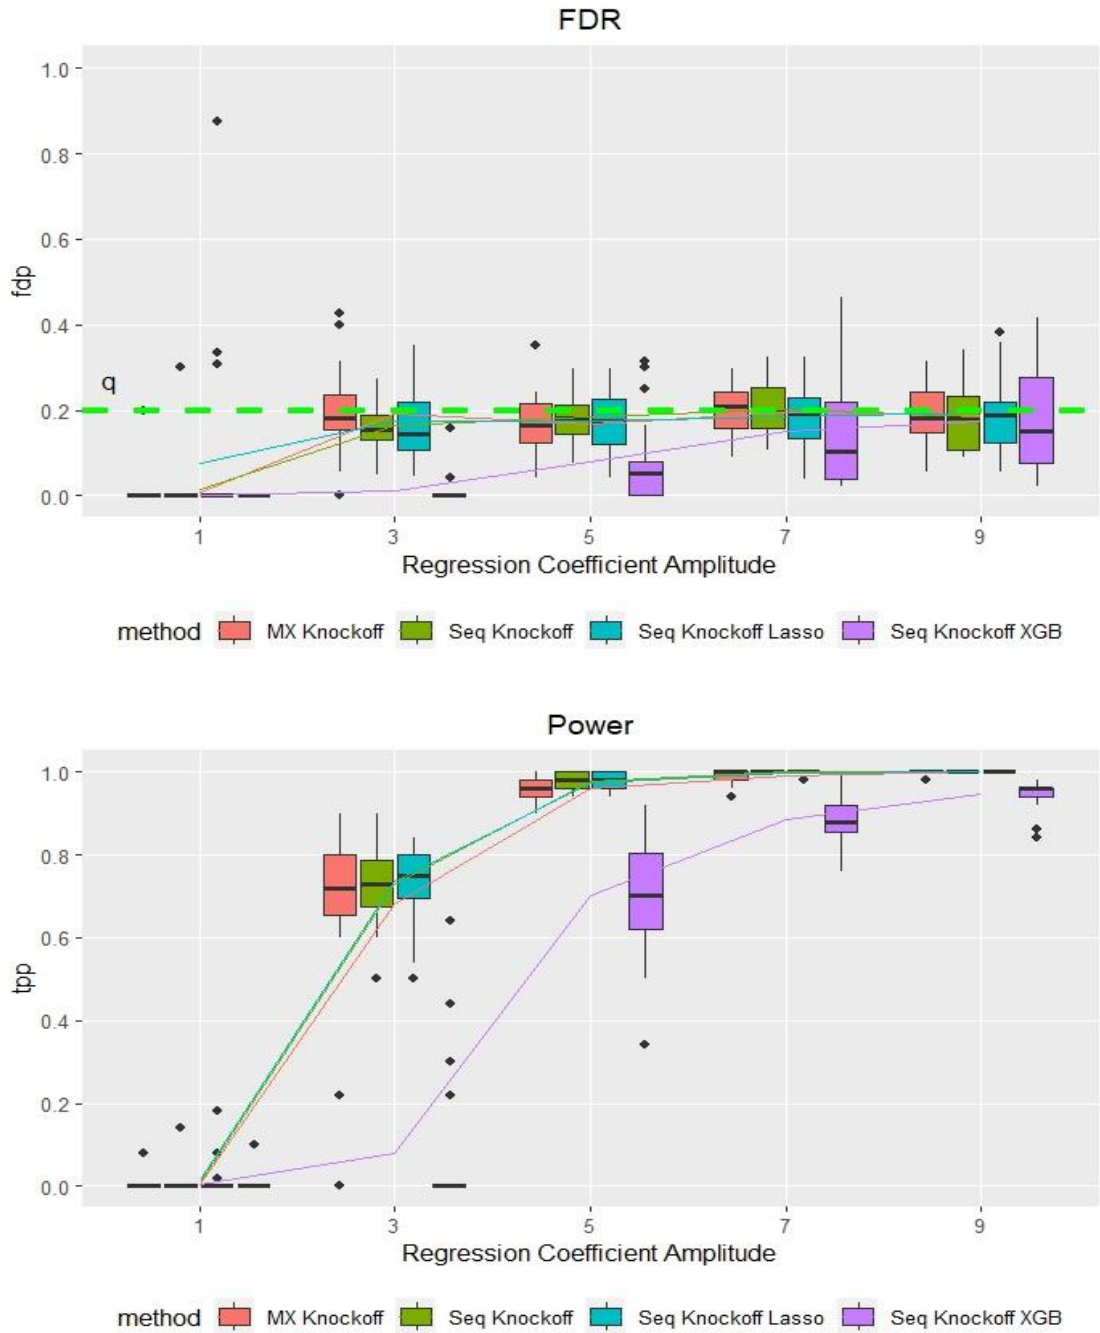 FDR
1.0
0.8
0.6
0.4
0.2
0.0
fdp
q
1 3 5 7 9
Regression Coefficient Amplitude
method MX Knockoff Seq Knockoff Seq Knockoff Lasso Seq Knockoff XGB
Power
1.0
0.8
0.6
0.4
0.2
0.0
tpp
1 3 5 7 9
Regression Coefficient Amplitude
method MX Knockoff Seq Knockoff Seq Knockoff Lasso Seq Knockoff XGB